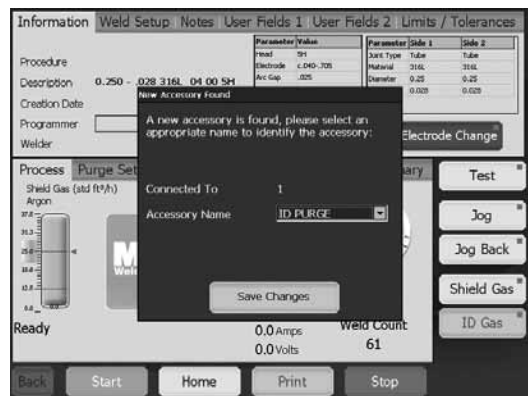 Information Weld Setup Notes User Fields 1 User Fields 2 Limits / Tolerances
Parameter Value
Head 5H
Electrode c.040-.705
Arc Gap .025
Parameter Side 1 Side 2
Joint Type Tube Tube
Material 316L 316L
Diameter 0.25 0.25
0.028 0.028
Procedure
Description 0.250 - .028 316L 04 00 5H
Creation Date
Programmer
Welder
Electrode Change
New Accessory Found
A new accessory is found, please select an
appropriate name to identify the accessory:
Connected To 1
Accessory Name ID PURGE
Save Changes
Process Purge Set
ary
Shield Gas (std ft³/h)
Argon
Test
Jog
Jog Back
Shield Gas
ID Gas
Ready
0.0 Amps
0.0 Volts
Weld Count
61
Back Start Home Print Stop